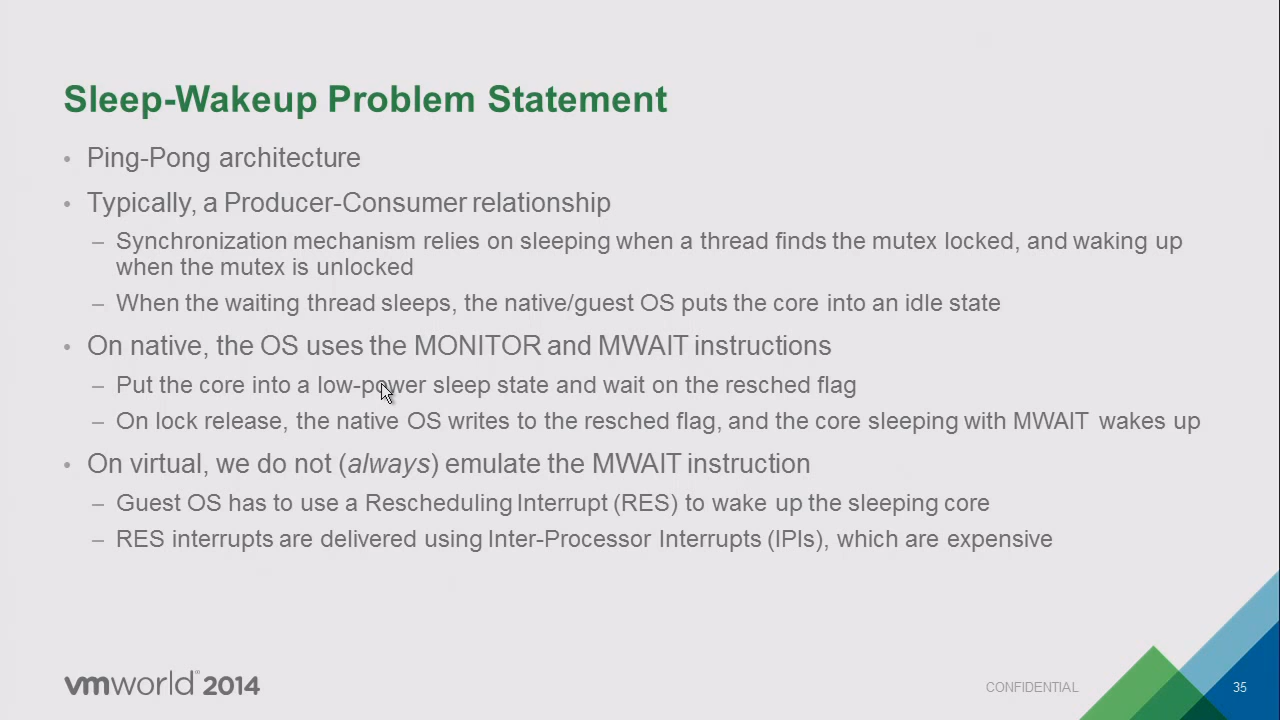 Sleep-Wakeup Problem Statement
• Ping-Pong architecture
• Typically, a Producer-Consumer relationship
– Synchronization mechanism relies on sleeping when a thread finds the mutex locked, and waking up
when the mutex is unlocked
– When the waiting thread sleeps, the native/guest OS puts the core into an idle state
• On native, the OS uses the MONITOR and MWAIT instructions
– Put the core into a low-power sleep state and wait on the resched flag
– On lock release, the native OS writes to the resched flag, and the core sleeping with MWAIT wakes up
• On virtual, we do not (always) emulate the MWAIT instruction
– Guest OS has to use a Rescheduling Interrupt (RES) to wake up the sleeping core
– RES interrupts are delivered using Inter-Processor Interrupts (IPIs), which are expensive
vmworld® 2014
CONFIDENTIAL
35